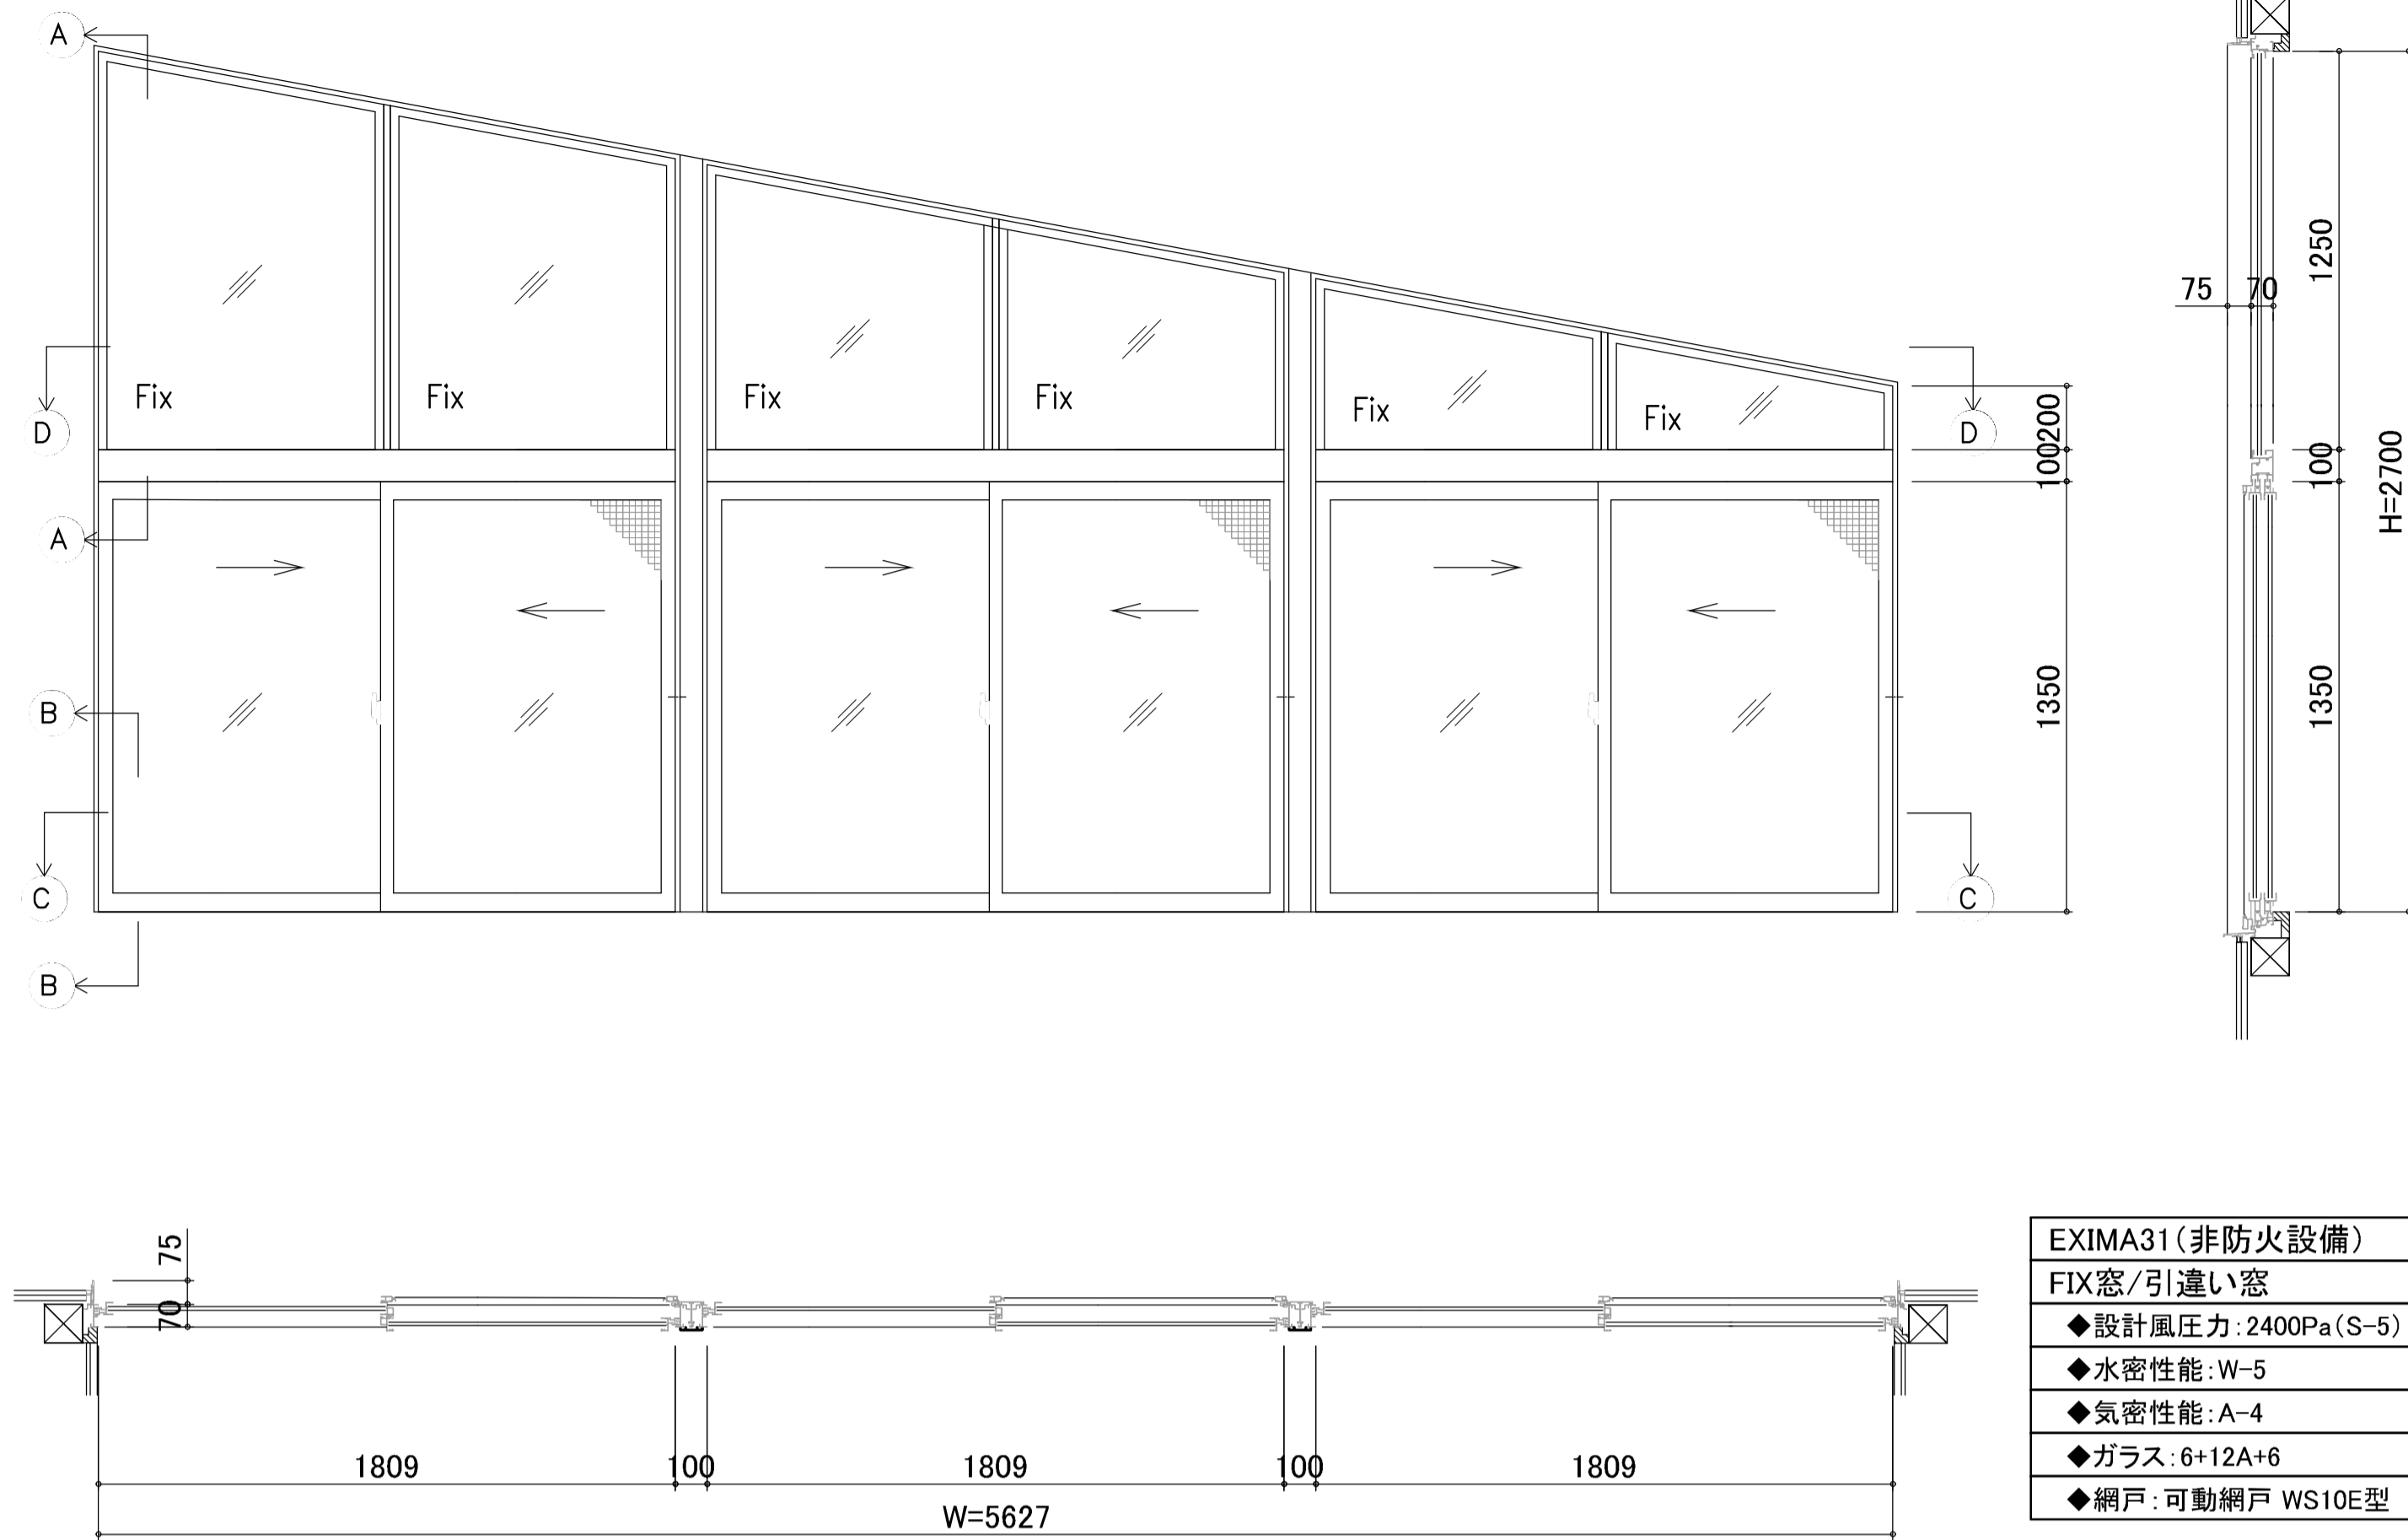 A
A
D
D
Fix
Fix
Fix
Fix
Fix
Fix
B
C
C
B
200
100
1350
75
70
1250
100
1350
H=2700
75
70
1809
100
1809
100
1809
W=5627
EXIMA31(非防火設備)
FIX窓/引違い窓
◆設計風圧力:2400Pa(S-5)
◆水密性能:W-5
◆気密性能:A-4
◆ガラス:6+12A+6
◆網戸:可動網戸 WS10E型